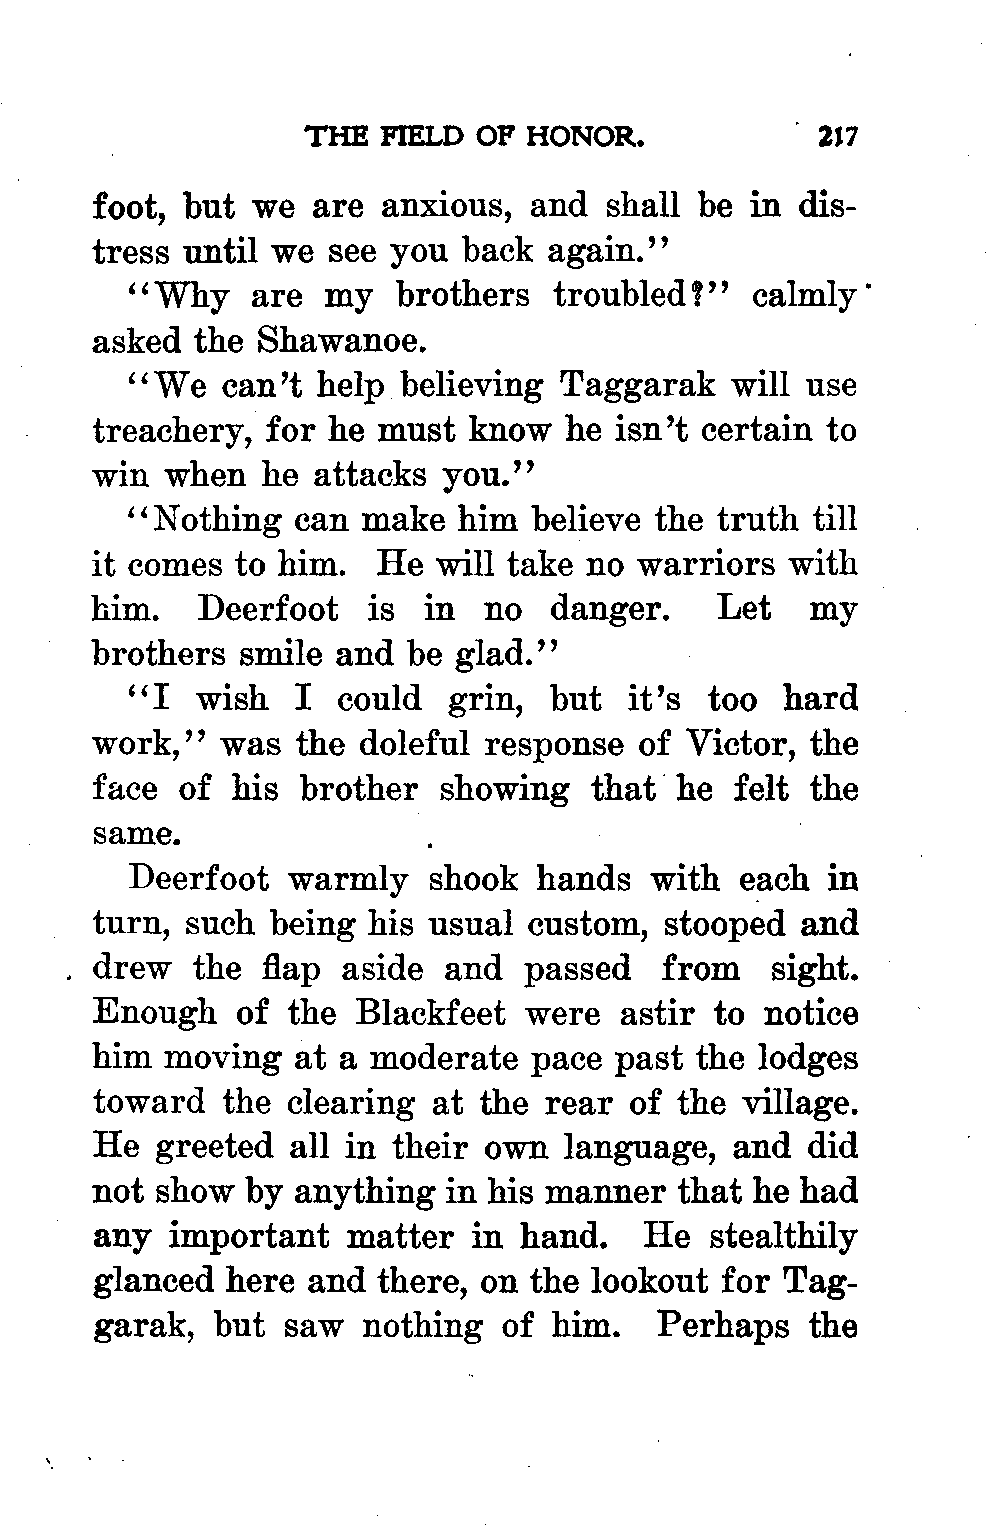 THE FIELD OF HONOR. 217
foot, but we are anxious, and shall be in dis-
tress until we see you back again.''
''Why are my brothers troubled?'' calmly
asked the Shawanoe.
''We can't help believing Taggarak will use
treachery, for he must know he isn't certain to
win when he attacks you.''
''Nothing can make him believe the truth till
it comes to him. He will take no warriors with
him. Deerfoot is in no danger. Let my
brothers smile and be glad.''
''I wish I could grin, but it's too hard
work,'' was the doleful response of Victor, the
face of his brother showing that he felt the
same.
Deerfoot warmly shook hands with each in
turn, such being his usual custom, stooped and
drew the flap aside and passed from sight.
Enough of the Blackfeet were astir to notice
him moving at a moderate pace past the lodges
toward the clearing at the rear of the village.
He greeted all in their own language, and did
not show by anything in his manner that he had
any important matter in hand. He stealthily
glanced here and there, on the lookout for Tag-
garak, but saw nothing of him. Perhaps the